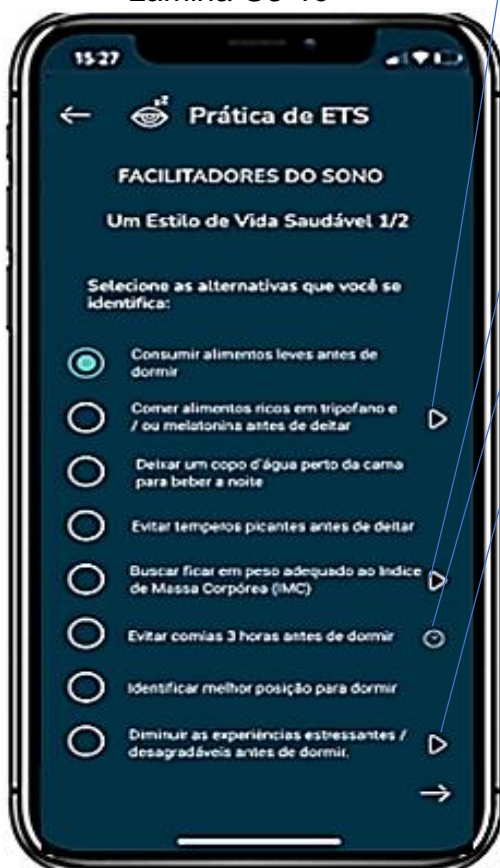 15:27
Prática de ETS
FACILITADORES DO SONO
Um Estilo de Vida Saudável 1/2
Selecione as alternativas que você se
identifica:
Consumir alimentos leves antes de
dormir
Comer alimentos ricos em tripofano e
/ ou melatonina antes de deitar
Deixar um copo d'água perto da cama
para beber a noite
Evitar temperos picantes antes de deitar
Buscar ficar em peso adequado ao Indice
de Massa Corpórea (IMC)
Evitar comias 3 horas antes de dormir
Identificar melhor posição para dormir
Diminuir as experiências estressantes /
desagradáveis antes de dormir.